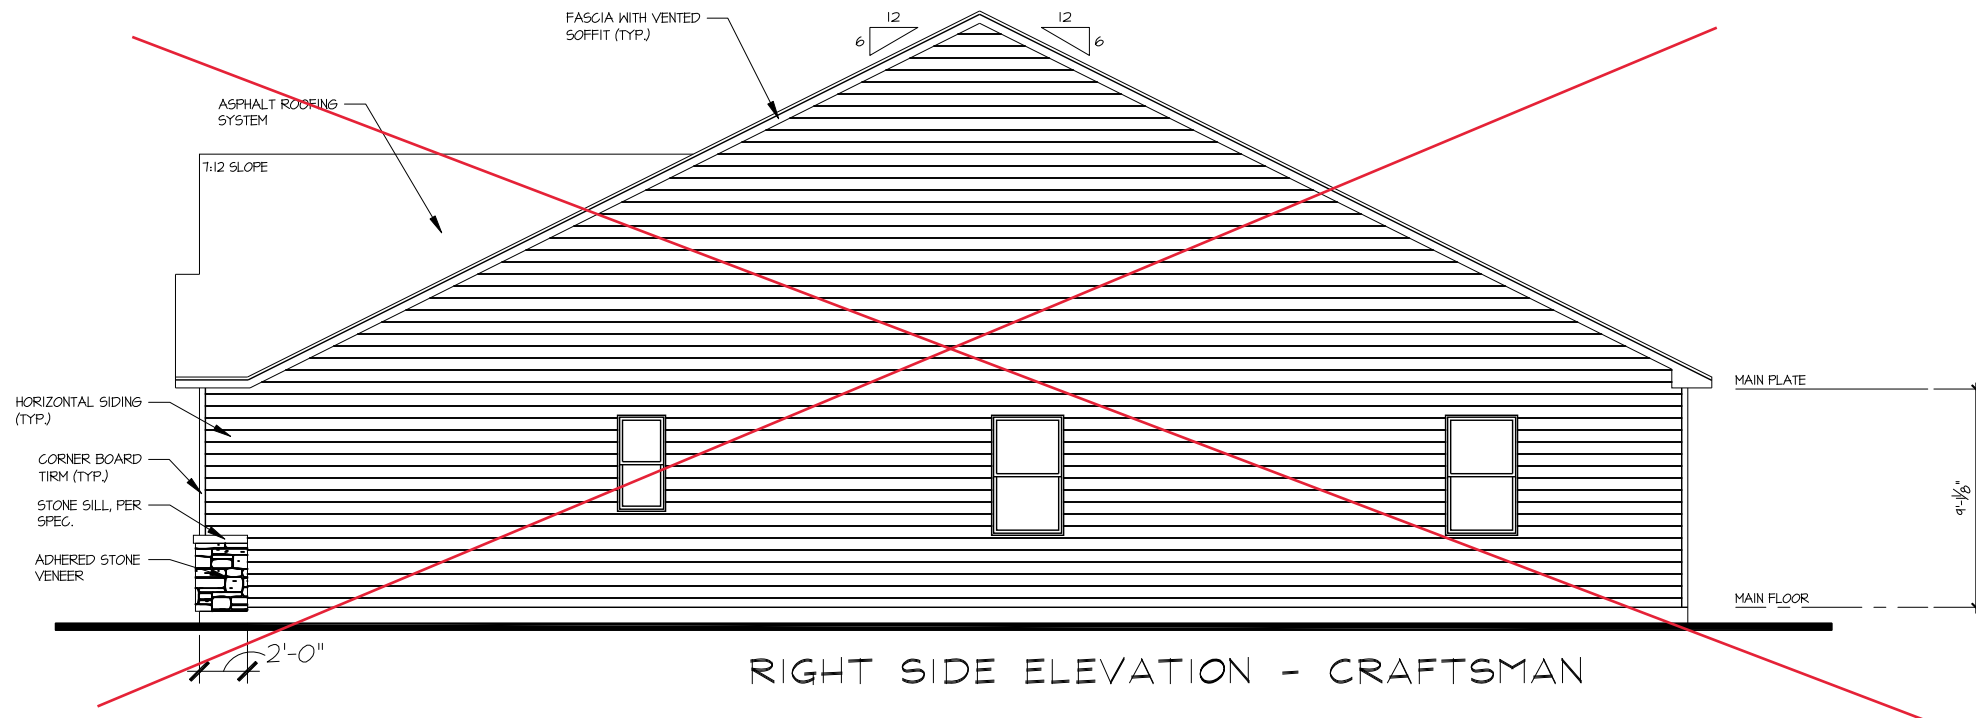 FASCIA WITH VENTED
SOFFIT (TYP.)
12
6
12
6
ASPHALT ROOFING
SYSTEM
7:12 SLOPE
MAIN PLATE
HORIZONTAL SIDING
(TYP.)
CORNER BOARD
TIRM (TYP.)
STONE SILL, PER
SPEC.
9'-1 1/8"
ADHERED STONE
VENEER
MAIN FLOOR
2'-0"
RIGHT SIDE ELEVATION - CRAFTSMAN